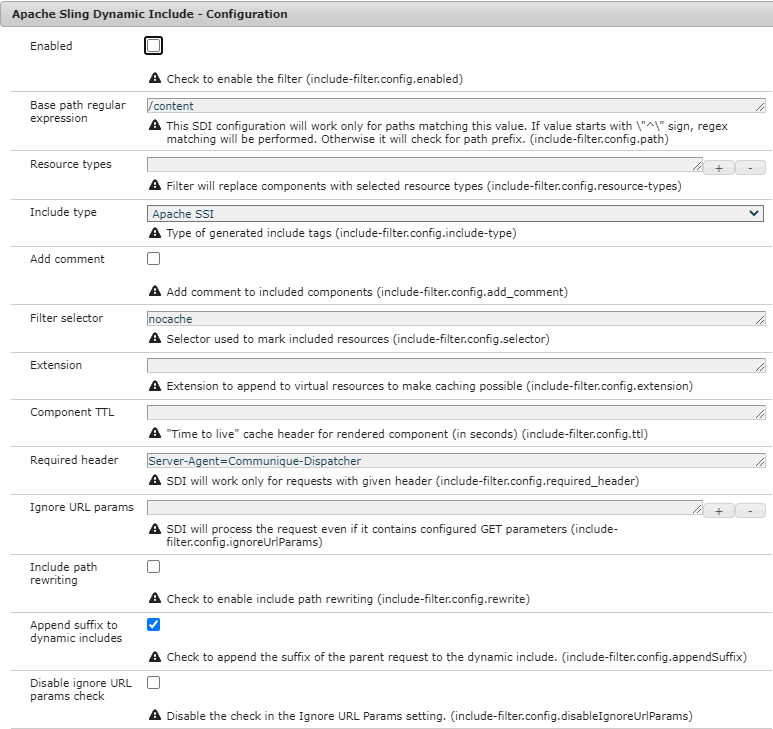 Apache Sling Dynamic Include - Configuration
Enabled
Check to enable the filter (include-filter.config.enabled)
Base path regular
expression
/content
This SDI configuration will work only for paths matching this value. If value starts with \"^\" sign, regex
matching will be performed. Otherwise it will check for path prefix. (include-filter.config.path)
Resource types
+ -
Filter will replace components with selected resource types (include-filter.config.resource-types)
Include type
Apache SSI
Type of generated include tags (include-filter.config.include-type)
Add comment
Add comment to included components (include-filter.config.add_comment)
Filter selector
nocache
Selector used to mark included resources (include-filter.config.selector)
Extension
Extension to append to virtual resources to make caching possible (include-filter.config.extension)
Component TTL
"Time to live" cache header for rendered component (in seconds) (include-filter.config.ttl)
Required header
Server-Agent=Communique-Dispatcher
SDI will work only for requests with given header (include-filter.config.required_header)
Ignore URL params
+ -
SDI will process the request even if it contains configured GET parameters (include-
filter.config.ignoreUrlParams)
Include path
rewriting
Check to enable include path rewriting (include-filter.config.rewrite)
Append suffix to
dynamic includes
Check to append the suffix of the parent request to the dynamic include. (include-filter.config.appendSuffix)
Disable ignore URL
params check
Disable the check in the Ignore URL Params setting. (include-filter.config.disableIgnoreUrlParams)